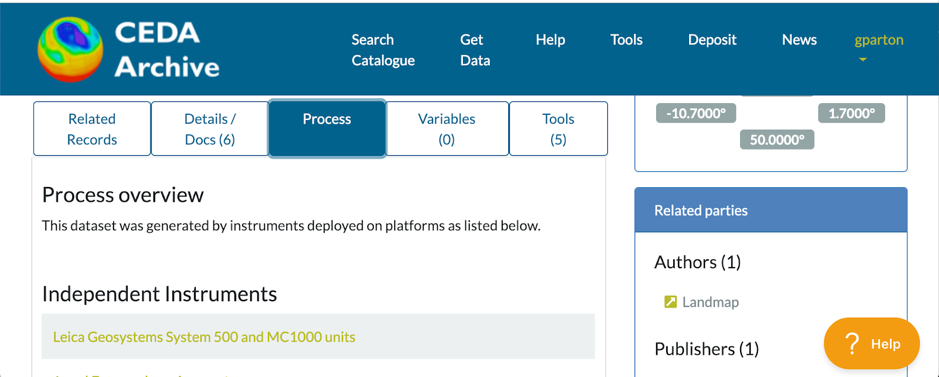 CEDA
Archive
Search
Catalogue
Get
Data
Help
Tools
Deposit
News
gparton
Related
Records
Details /
Docs (6)
Process
Variables
(0)
Tools
(5)
-10.7000°
1.7000°
50.0000°
Process overview
This dataset was generated by instruments deployed on platforms as listed below.
Independent Instruments
Leica Geosystems System 500 and MC1000 units
Related parties
Authors (1)
Landmap
Publishers (1)
? Help